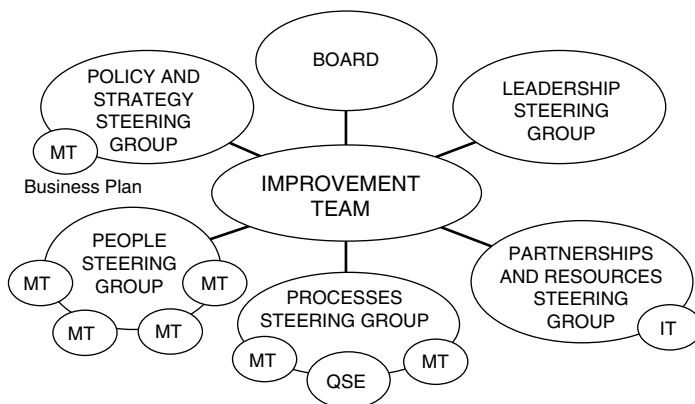 BOARD
POLICY AND
STRATEGY
STEERING
GROUP
MT
Business Plan
LEADERSHIP
STEERING
GROUP
IMPROVEMENT
TEAM
PEOPLE
STEERING
GROUP
MT
MT
MT
MT
PROCESSES
STEERING GROUP
MT
QSE
MT
PARTNERSHIPS
AND RESOURCES
STEERING
GROUP
IT